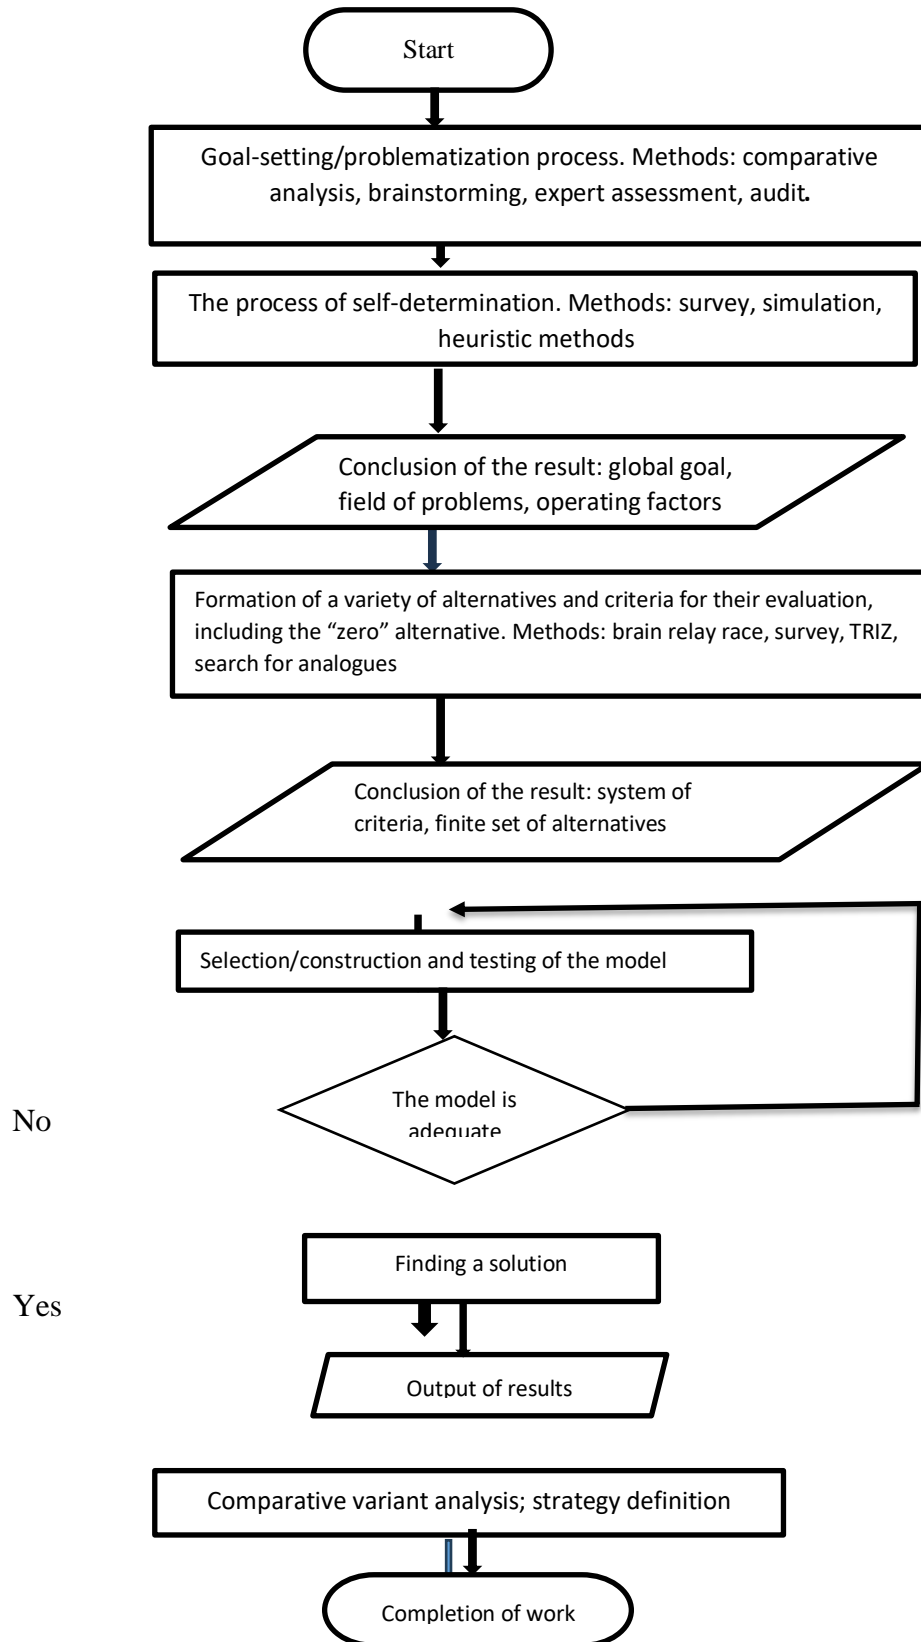 Start
Goal-setting/problematization process. Methods: comparative
analysis, brainstorming, expert assessment, audit.
The process of self-determination. Methods: survey, simulation,
heuristic methods
Conclusion of the result: global goal,
field of problems, operating factors
Formation of a variety of alternatives and criteria for their evaluation,
including the “zero” alternative. Methods: brain relay race, survey, TRIZ,
search for analogues
Conclusion of the result: system of
criteria, finite set of alternatives
Selection/construction and testing of the model
The model is
adequate
No
Finding a solution
Yes
Output of results
Comparative variant analysis; strategy definition
Completion of work